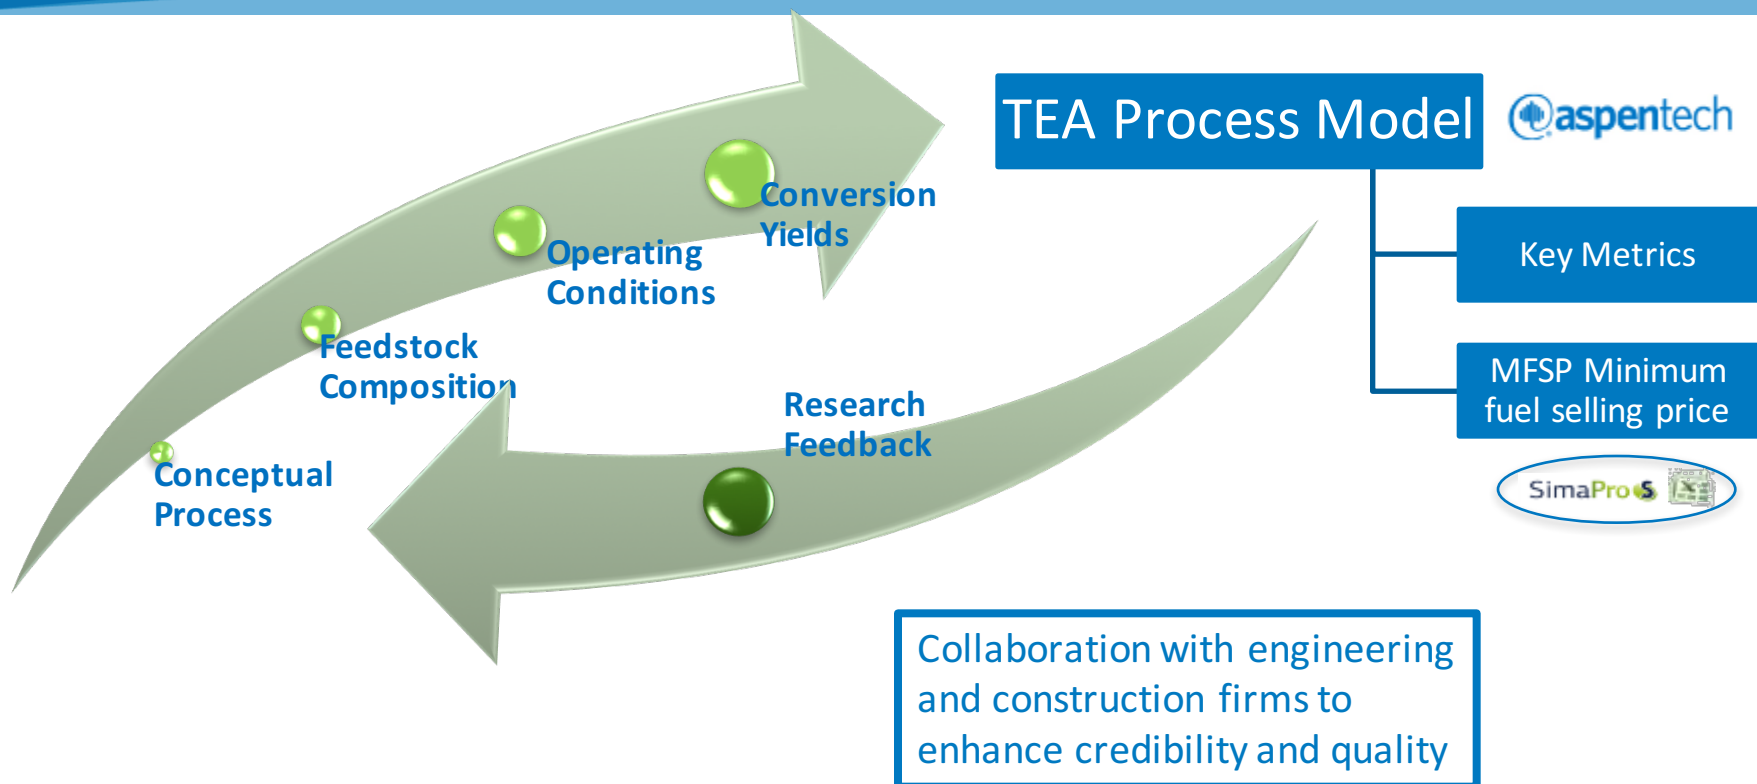 TEA Process Model
aspentech
Conversion
Yields
Key Metrics
Operating
Conditions
Feedstock
Composition
MFSP Minimum
fuel selling price
Research
Feedback
Conceptual
Process
SimaPro S
Collaboration with engineering
and construction firms to
enhance credibility and quality